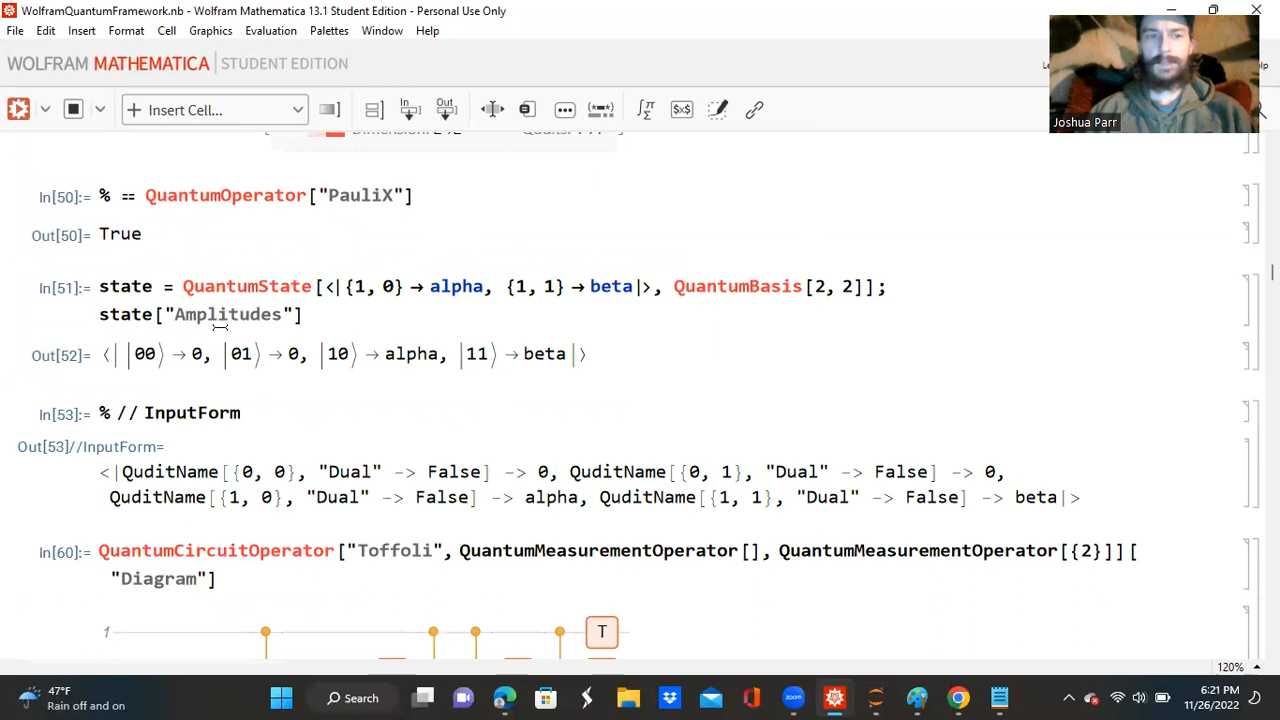 WolframQuantumFramework.nb - Wolfram Mathematica 13.1 Student Edition - Personal Use Only
File Edit Insert Format Cell Graphics Evaluation Palettes Window Help
WOLFRAM MATHEMATICA | STUDENT EDITION
Insert Cell...
Joshua Parr
In[50]:= % == QuantumOperator["PauliX"]
Out[50]= True
In[51]:= state = QuantumState[<|{1, 0} → alpha, {1, 1} → beta|>, QuantumBasis[2, 2]];
state["Amplitudes"]
Out[52]= <| |00⟩ → 0, |01⟩ → 0, |10⟩ → alpha, |11⟩ → beta |>
In[53]:= % // InputForm
Out[53]//InputForm=
<|QuditName[{0, 0}, "Dual" -> False] -> 0, QuditName[{0, 1}, "Dual" -> False] -> 0,
QuditName[{1, 0}, "Dual" -> False] -> alpha, QuditName[{1, 1}, "Dual" -> False] -> beta|>
In[60]:= QuantumCircuitOperator["Toffoli", QuantumMeasurementOperator[], QuantumMeasurementOperator[{2}]][
"Diagram"]
1 T
120%
47°F
Rain off and on
Search
6:21 PM
11/26/2022